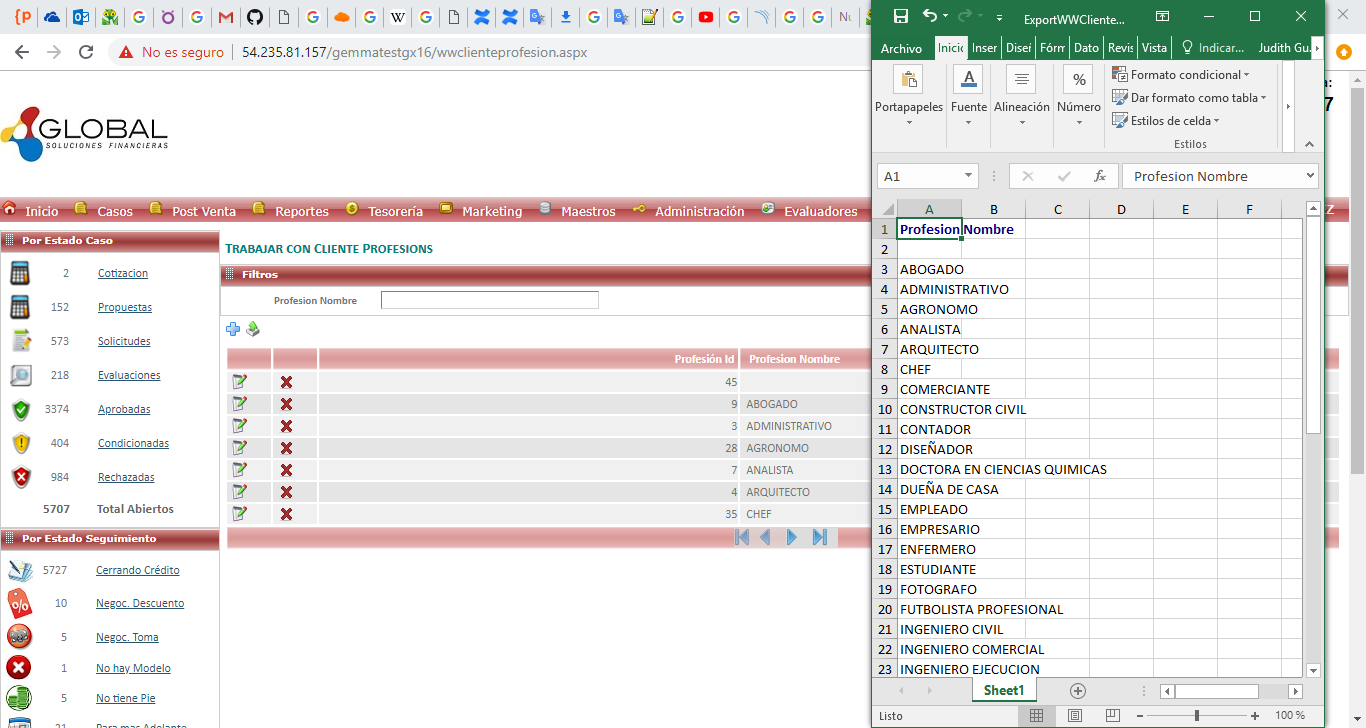 No es seguro | 54.235.81.157/gemmatestgx16/wwclienteprofesion.aspx
GLOBAL
SOLUCIONES FINANCIERAS
Inicio Casos Post Venta Reportes Tesorería Marketing Maestros Administración Evaluadores
Por Estado Caso
2 Cotizacion
152 Propuestas
573 Solicitudes
218 Evaluaciones
3374 Aprobadas
404 Condicionadas
984 Rechazadas
5707 Total Abiertos
Por Estado Seguimiento
5727 Cerrando Crédito
10 Negoc. Descuento
5 Negoc. Toma
1 No hay Modelo
5 No tiene Pie
21 Para mas Adelante
TRABAJAR CON CLIENTE PROFESIONS
Filtros
Profesion Nombre
Profesión Id Profesion Nombre
45
9 ABOGADO
3 ADMINISTRATIVO
28 AGRONOMO
7 ANALISTA
4 ARQUITECTO
35 CHEF
ExportWWCliente...
Archivo Inicio Inser Diseí Fórm Dato Revis Vista Indicar... Judith Gu.
Portapapeles Fuente Alineación Número
Formato condicional
Dar formato como tabla
Estilos de celda
Estilos
A1 fx Profesion Nombre
A B C D E F
1 Profesion Nombre
2
3 ABOGADO
4 ADMINISTRATIVO
5 AGRONOMO
6 ANALISTA
7 ARQUITECTO
8 CHEF
9 COMERCIANTE
10 CONSTRUCTOR CIVIL
11 CONTADOR
12 DISEÑADOR
13 DOCTORA EN CIENCIAS QUIMICAS
14 DUEÑA DE CASA
15 EMPLEADO
16 EMPRESARIO
17 ENFERMERO
18 ESTUDIANTE
19 FOTOGRAFO
20 FUTBOLISTA PROFESIONAL
21 INGENIERO CIVIL
22 INGENIERO COMERCIAL
23 INGENIERO EJECUCION
Sheet1
Listo 100 %